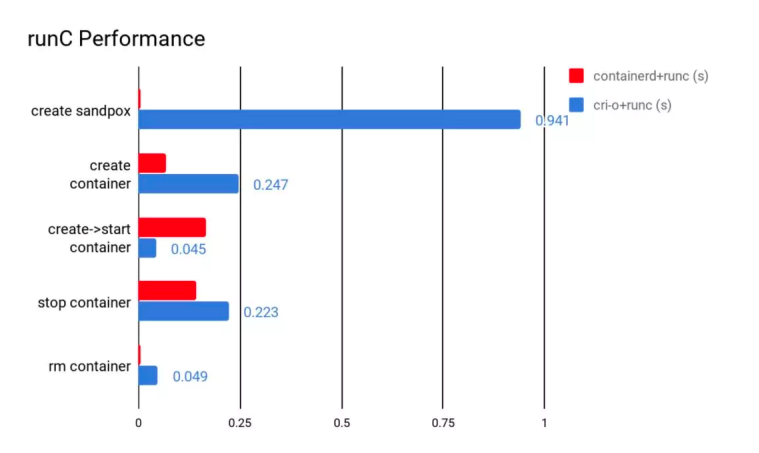 runC Performance
containerd+runc (s)
cri-o+runc (s)
create sandpox
0.941
create
container
0.247
create->start
container
0.045
stop container
0.223
rm container
0.049
0
0.25
0.5
0.75
1